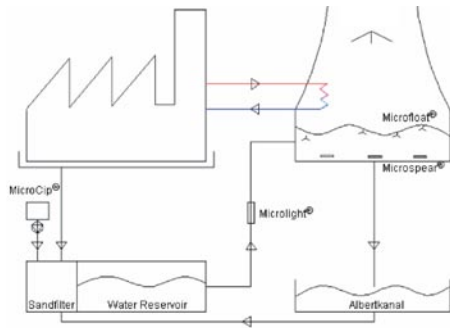 Microfloat®
Microspear®
MicroCip®
Microlight®
Sandfilter
Water Reservoir
Albertkanal